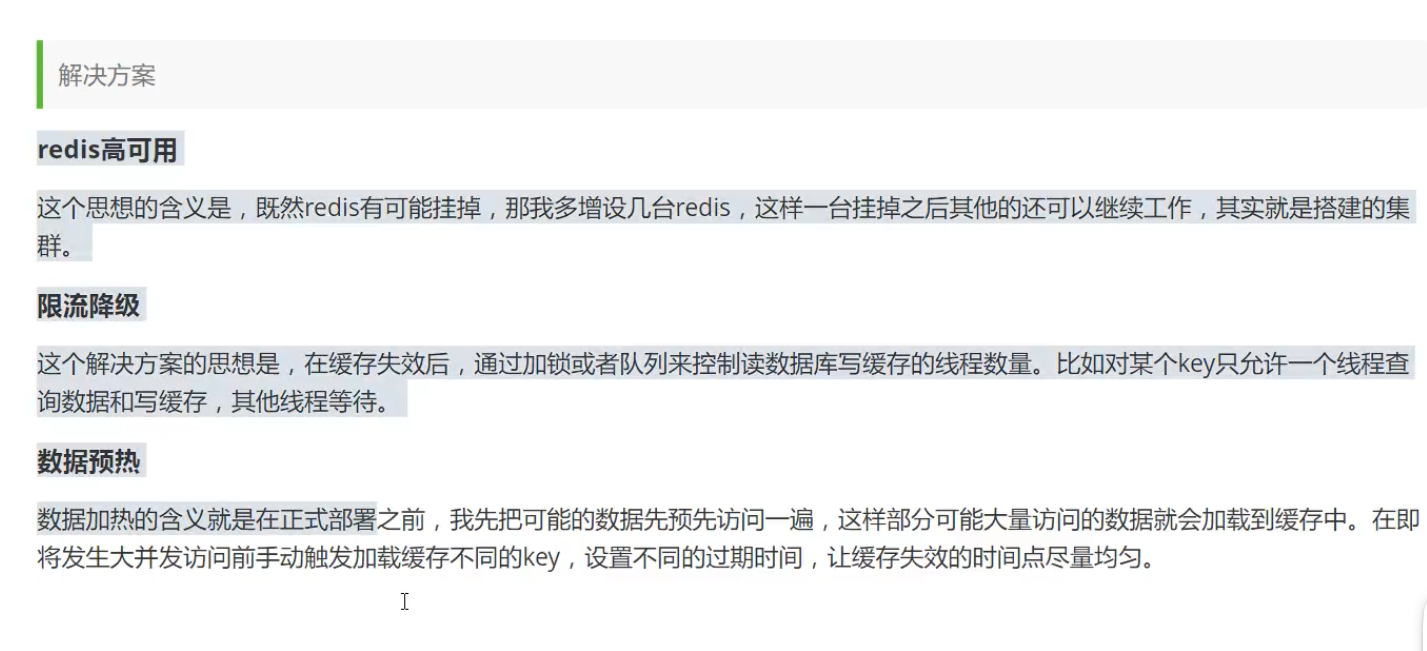 解决方案
redis高可用
这个思想的含义是，既然redis有可能挂掉，那我多增设几台redis，这样一台挂掉之后其他的还可以继续工作，其实就是搭建的集
群。
限流降级
这个解决方案的思想是，在缓存失效后，通过加锁或者队列来控制读数据库写缓存的线程数量。比如对某个key只允许一个线程查
询数据和写缓存，其他线程等待。
数据预热
数据加热的含义就是在正式部署之前，我先把可能的数据先预先访问一遍，这样部分可能大量访问的数据就会加载到缓存中。在即
将发生大并发访问前手动触发加载缓存不同的key，设置不同的过期时间，让缓存失效的时间点尽量均匀。